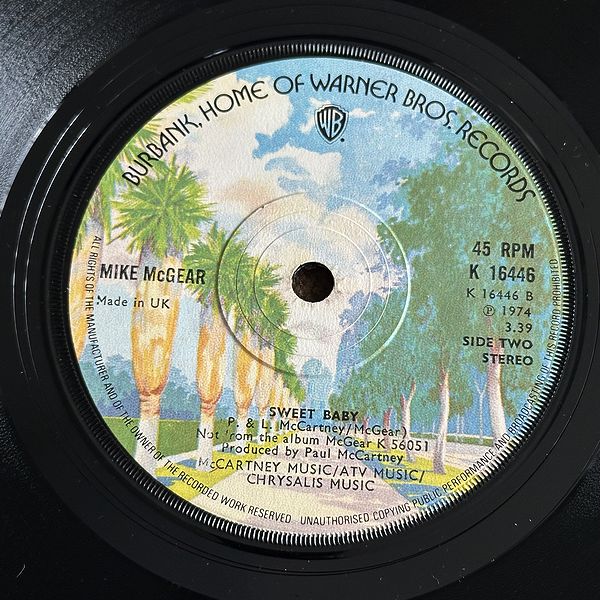 BURBANK, HOME OF WARNER BROS. RECORDS
WB
MIKE McGEAR
Made in UK
45 RPM
K 16446
K 16446 B
Ⓟ 1974
3.39
SIDE TWO
STEREO
SWEET BABY
P. & L. (McCartney/McGear)
Not from the album McGear K 56051
Produced by Paul McCartney
McCARTNEY MUSIC/ATV MUSIC/
CHRYSALIS MUSIC
ALL RIGHTS OF THE MANUFACTURER AND OF THE OWNER OF THE RECORDED WORK RESERVED UNAUTHORISED COPYING PUBLIC PERFORMANCE AND BROADCASTING OF THIS RECORD PROHIBITED